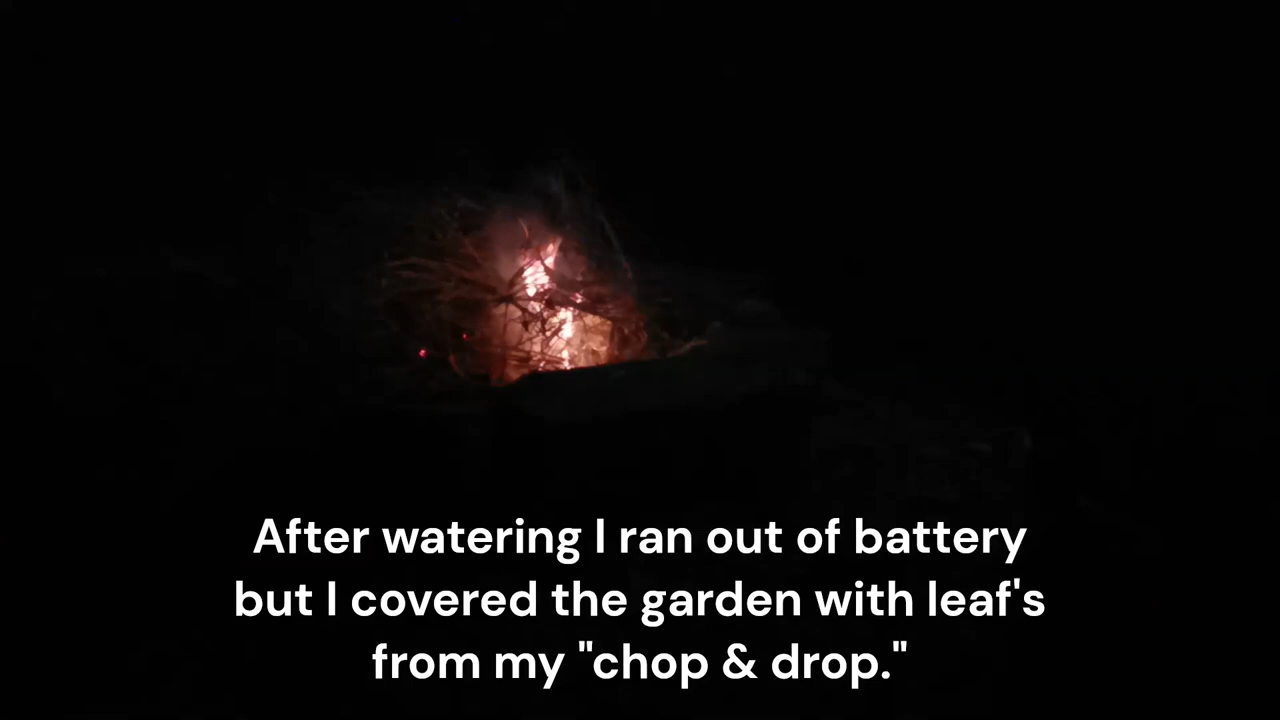 After watering I ran out of battery
but I covered the garden with leaf's
from my "chop & drop."